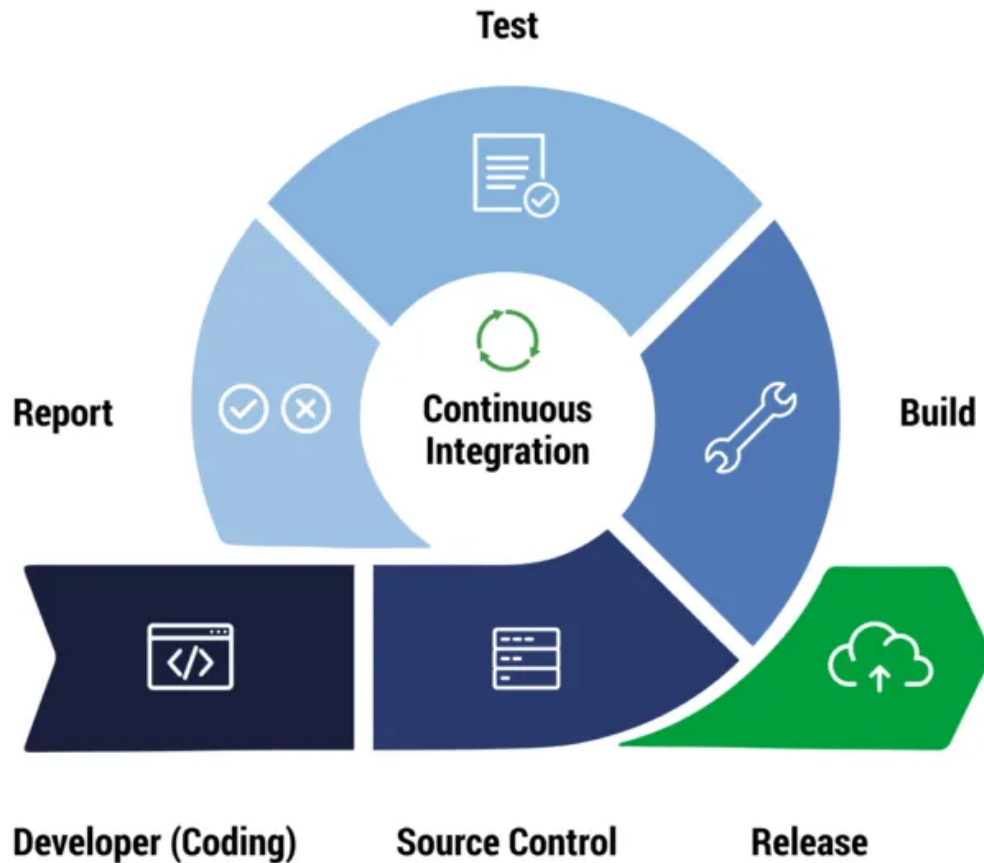 Test
Report
Continuous
Integration
Build
</>
Developer (Coding)
Source Control
Release